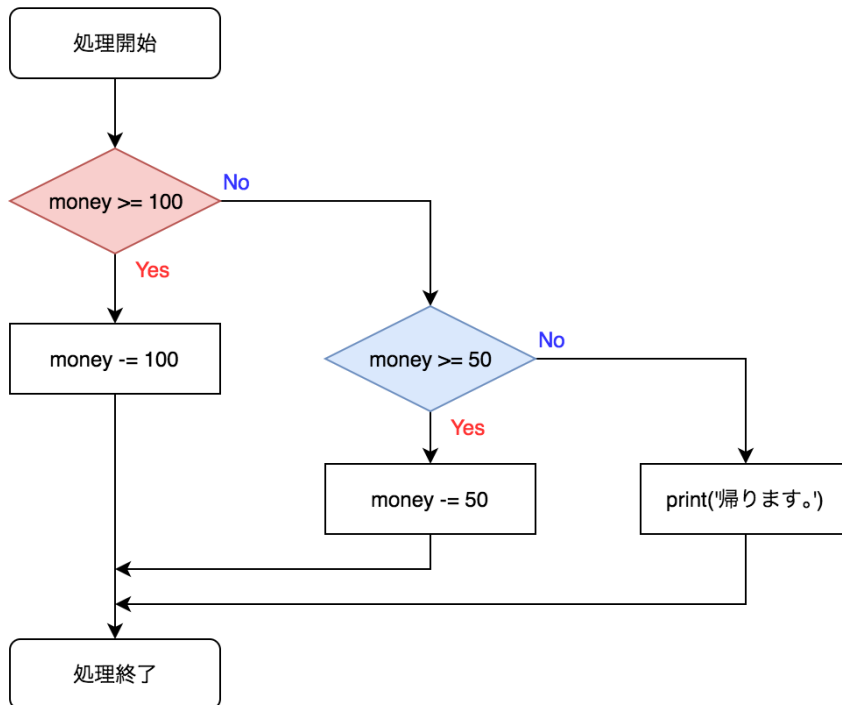 処理開始
money >= 100
No
Yes
money -= 100
money >= 50
No
Yes
money -= 50
print('帰ります。')
処理終了